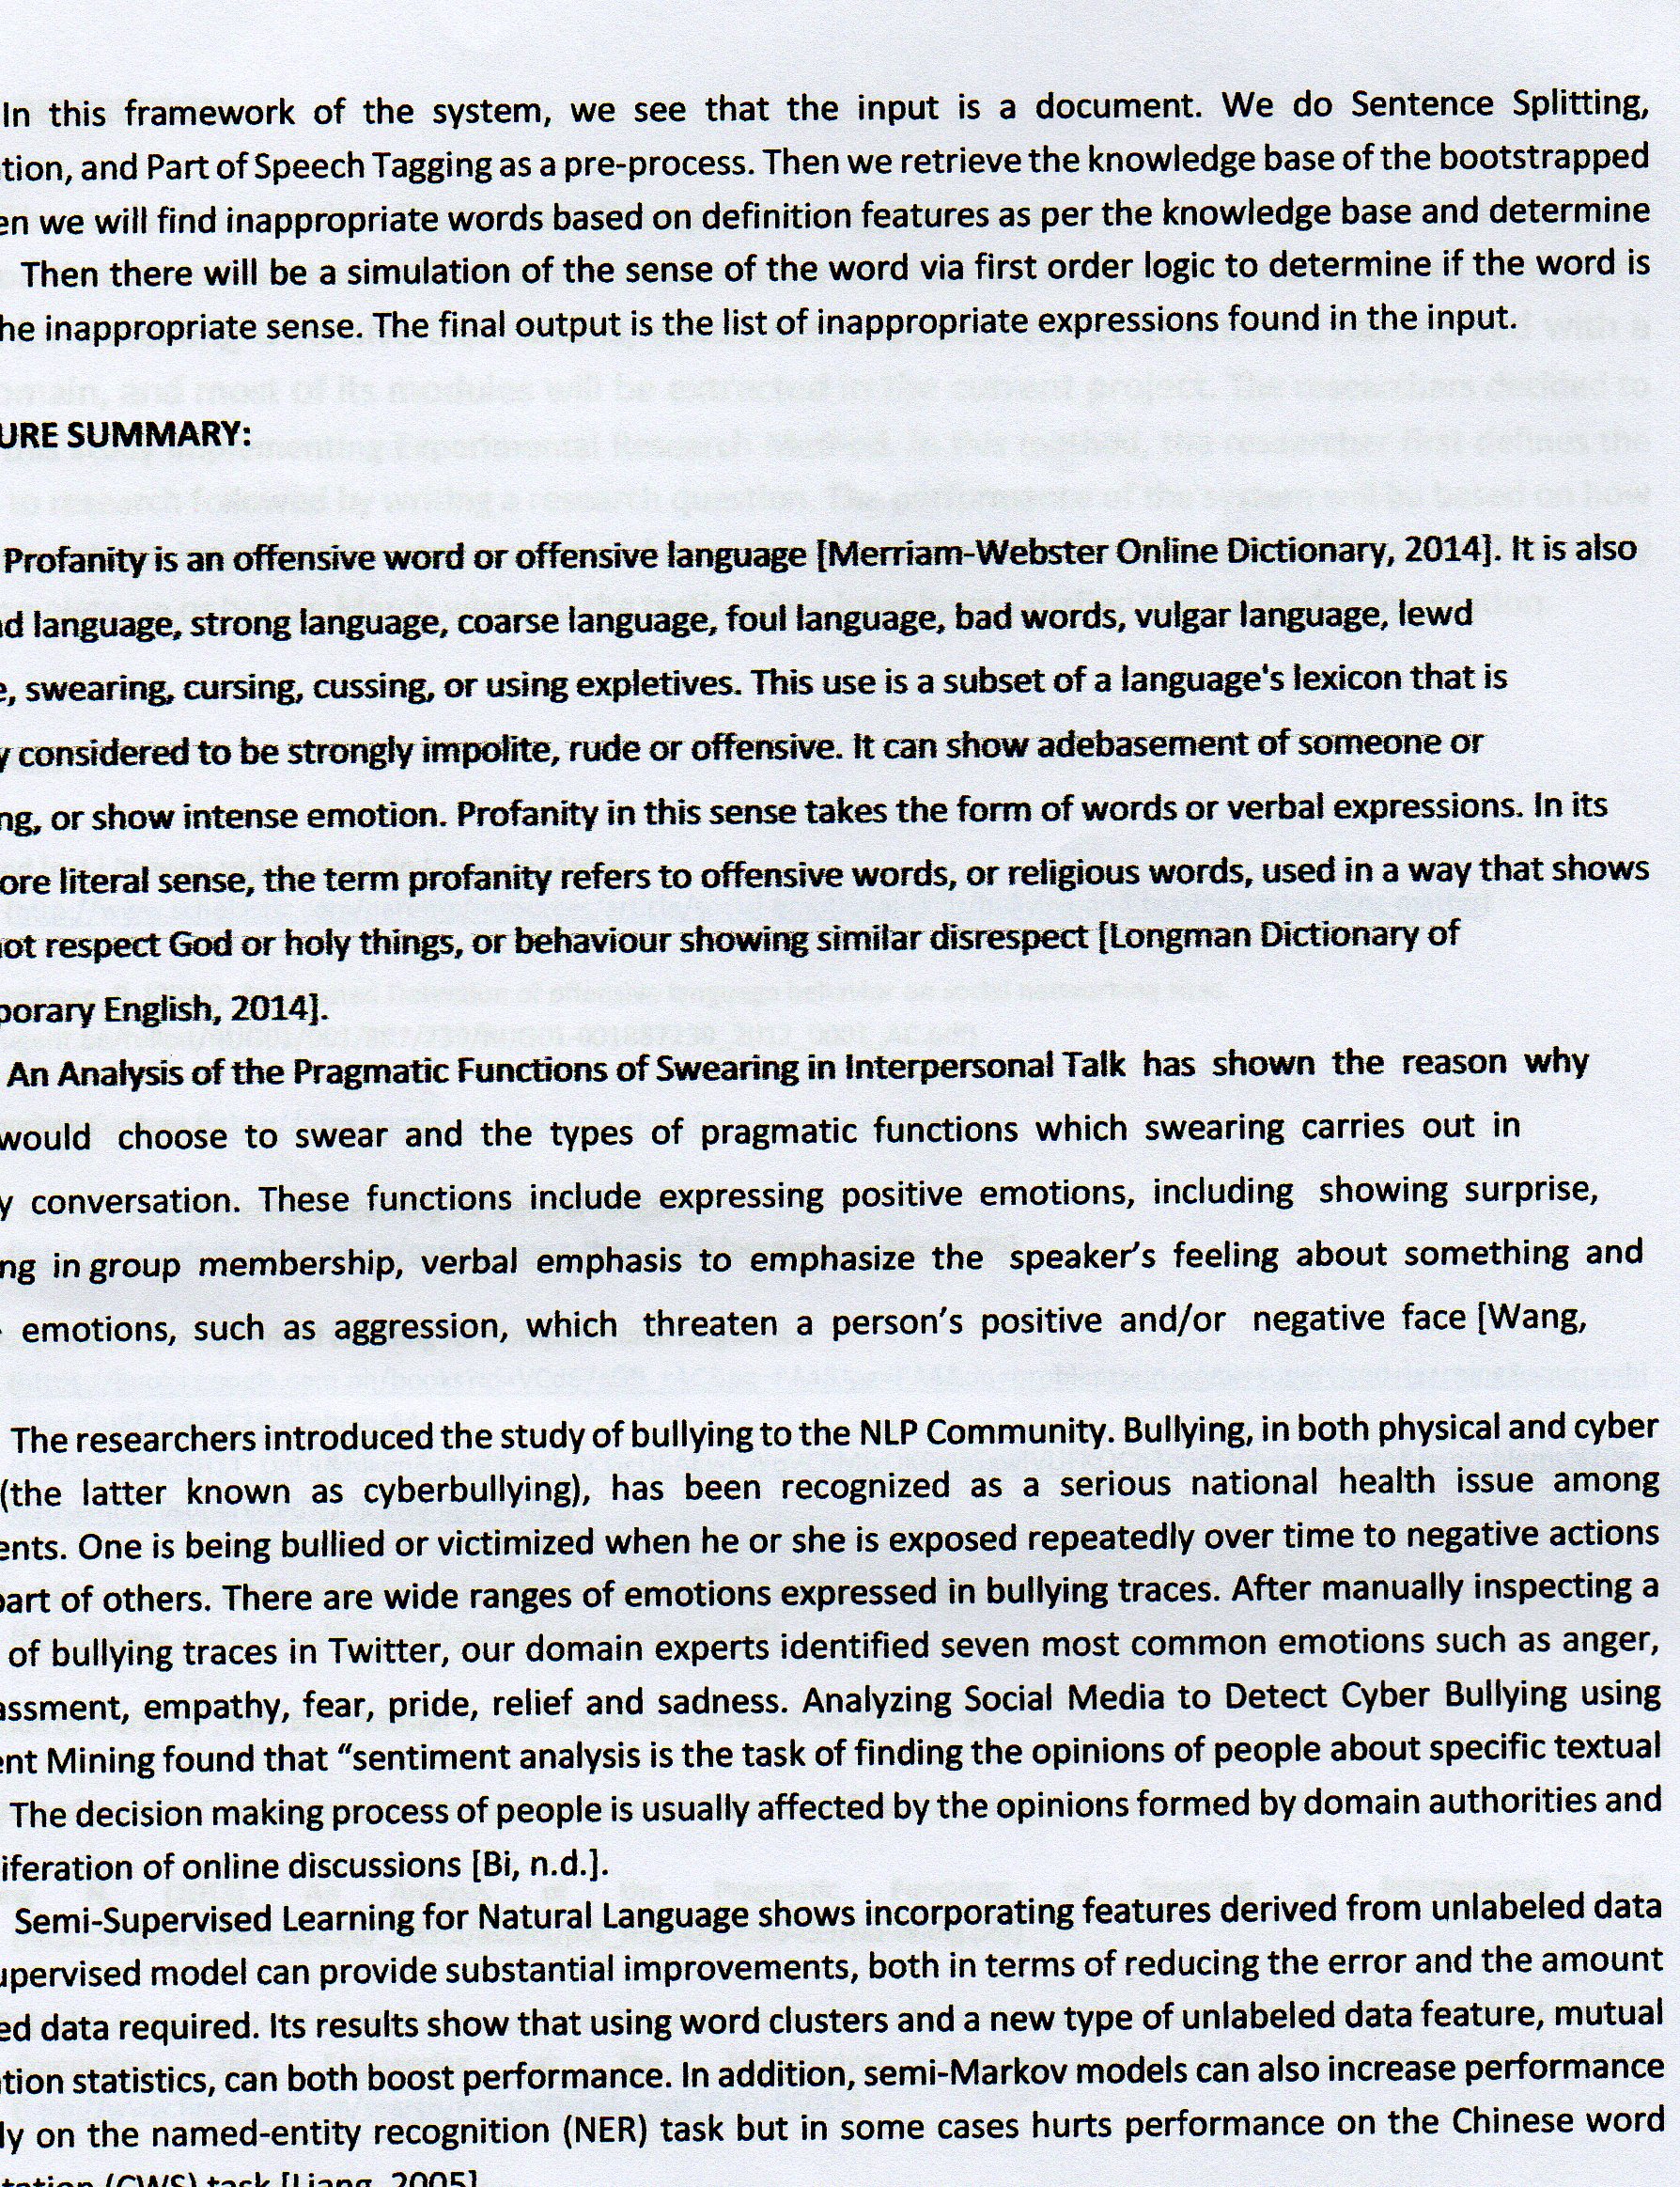 In this framework of the system, we see that the input is a document. We do Sentence Splitting,
tion, and Part of Speech Tagging as a pre-process. Then we retrieve the knowledge base of the bootstrapped
en we will find inappropriate words based on definition features as per the knowledge base and determine
Then there will be a simulation of the sense of the word via first order logic to determine if the word is
he inappropriate sense. The final output is the list of inappropriate expressions found in the input.
URE SUMMARY:
Profanity is an offensive word or offensive language [Merriam-Webster Online Dictionary, 2014]. It is also
d language, strong language, coarse language, foul language, bad words, vulgar language, lewd
e, swearing, cursing, cussing, or using expletives. This use is a subset of a language's lexicon that is
y considered to be strongly impolite, rude or offensive. It can show adebasement of someone or
ng, or show intense emotion. Profanity in this sense takes the form of words or verbal expressions. In its
ore literal sense, the term profanity refers to offensive words, or religious words, used in a way that shows
not respect God or holy things, or behaviour showing similar disrespect [Longman Dictionary of
porary English, 2014].
An Analysis of the Pragmatic Functions of Swearing in Interpersonal Talk has shown the reason why
would choose to swear and the types of pragmatic functions which swearing carries out in
y conversation. These functions include expressing positive emotions, including showing surprise,
ng in group membership, verbal emphasis to emphasize the speaker’s feeling about something and
emotions, such as aggression, which threaten a person’s positive and/or negative face [Wang,
The researchers introduced the study of bullying to the NLP Community. Bullying, in both physical and cyber
(the latter known as cyberbullying), has been recognized as a serious national health issue among
ents. One is being bullied or victimized when he or she is exposed repeatedly over time to negative actions
part of others. There are wide ranges of emotions expressed in bullying traces. After manually inspecting a
of bullying traces in Twitter, our domain experts identified seven most common emotions such as anger,
assment, empathy, fear, pride, relief and sadness. Analyzing Social Media to Detect Cyber Bullying using
ent Mining found that “sentiment analysis is the task of finding the opinions of people about specific textual
The decision making process of people is usually affected by the opinions formed by domain authorities and
iferation of online discussions [Bi, n.d.].
Semi-Supervised Learning for Natural Language shows incorporating features derived from unlabeled data
upervised model can provide substantial improvements, both in terms of reducing the error and the amount
ed data required. Its results show that using word clusters and a new type of unlabeled data feature, mutual
tion statistics, can both boost performance. In addition, semi-Markov models can also increase performance
ly on the named-entity recognition (NER) task but in some cases hurts performance on the Chinese word
tation (CWS) task [Liang, 2005]